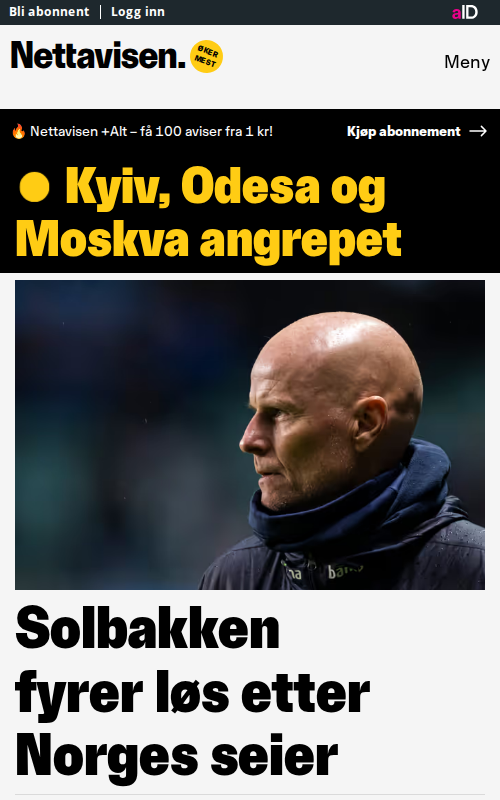 Bli abonnent | Logg inn
aID
Nettavisen.
ØKER
MEST
Meny
Nettavisen +Alt – få 100 aviser fra 1 kr!
Kjøp abonnement
Kyiv, Odesa og
Moskva angrepet
Solbakken
fyrer løs etter
Norges seier